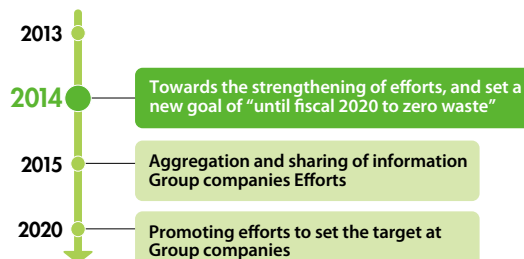 2013
2014
Towards the strengthening of efforts, and set a
new goal of “until fiscal 2020 to zero waste”
2015
Aggregation and sharing of information
Group companies Efforts
2020
Promoting efforts to set the target at
Group companies